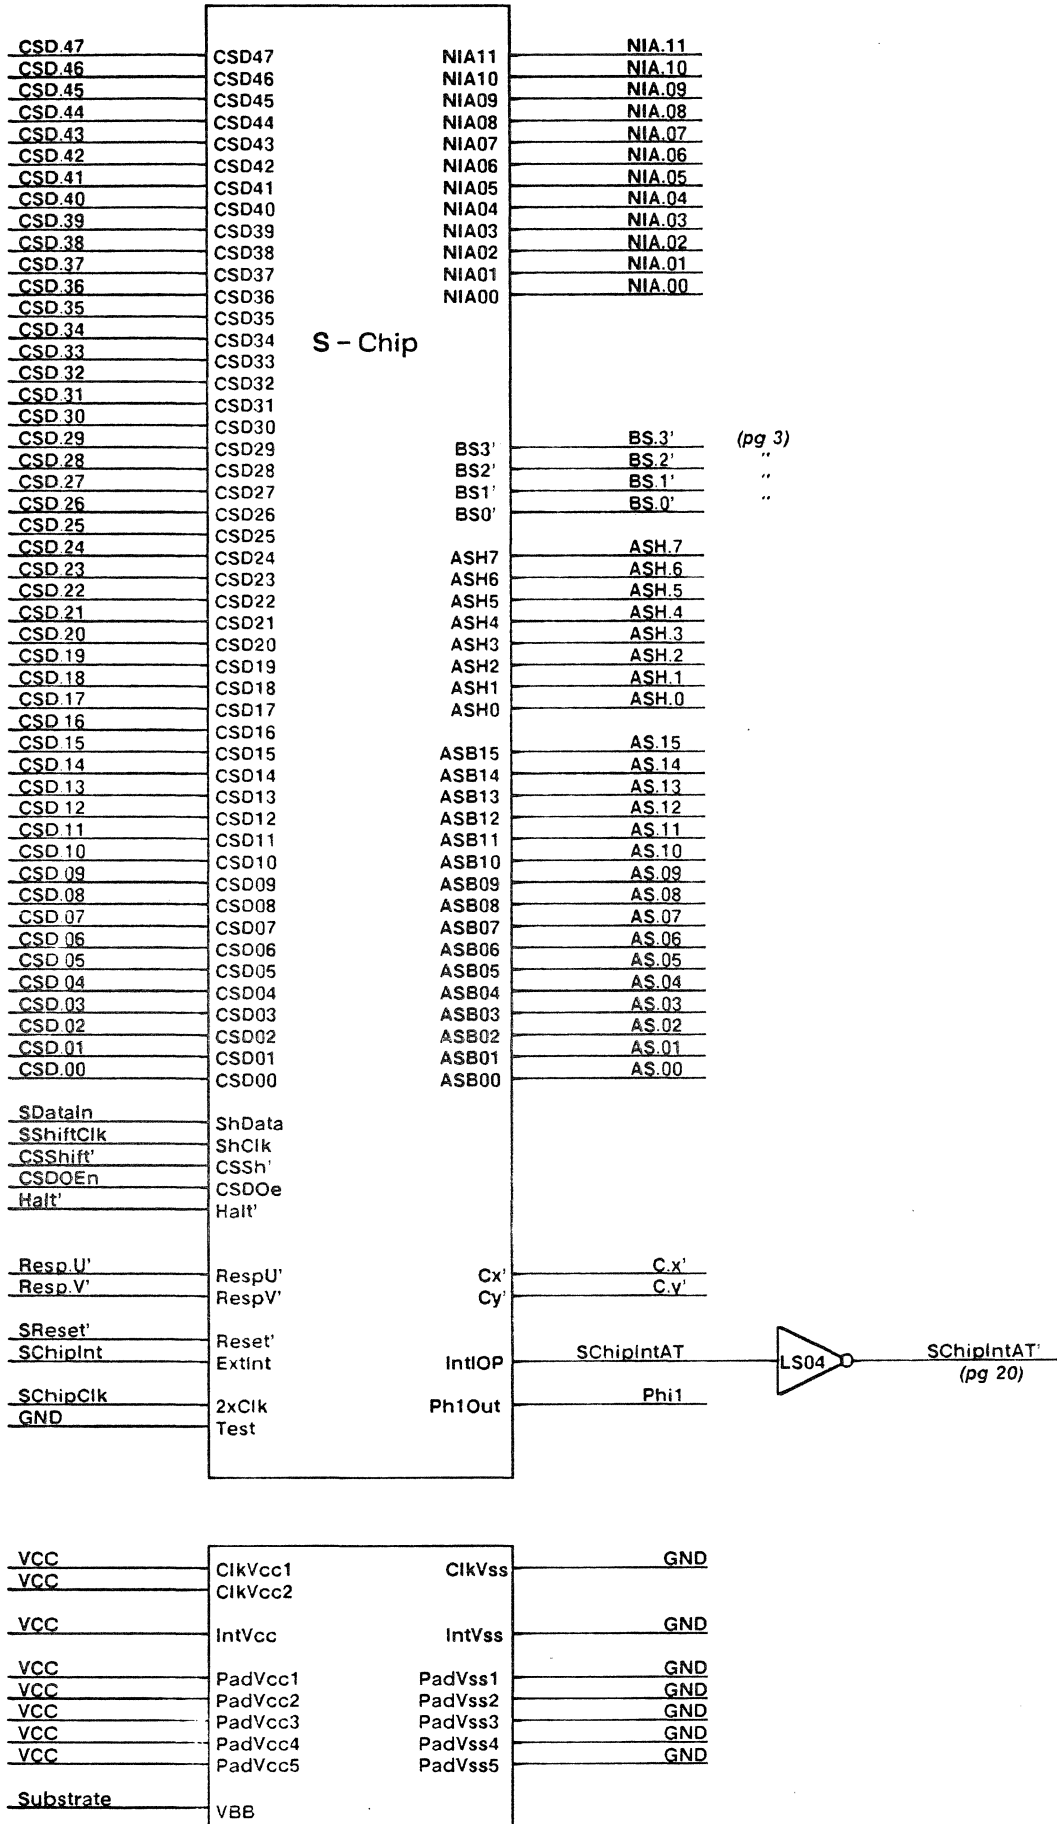 CSD.47 CSD47 NIA11 NIA.11
CSD.46 CSD46 NIA10 NIA.10
CSD.45 CSD45 NIA09 NIA.09
CSD.44 CSD44 NIA08 NIA.08
CSD.43 CSD43 NIA07 NIA.07
CSD.42 CSD42 NIA06 NIA.06
CSD.41 CSD41 NIA05 NIA.05
CSD.40 CSD40 NIA04 NIA.04
CSD.39 CSD39 NIA03 NIA.03
CSD.38 CSD38 NIA02 NIA.02
CSD.37 CSD37 NIA01 NIA.01
CSD.36 CSD36 NIA00 NIA.00
CSD.35 CSD35
CSD.34 CSD34 S – Chip
CSD.33 CSD33
CSD.32 CSD32
CSD.31 CSD31
CSD.30 CSD30
CSD.29 CSD29 BS3' BS.3' (pg 3)
CSD.28 CSD28 BS2' BS.2' "
CSD.27 CSD27 BS1' BS.1' "
CSD.26 CSD26 BS0' BS.0' "
CSD.25 CSD25
CSD.24 CSD24 ASH7 ASH.7
CSD.23 CSD23 ASH6 ASH.6
CSD.22 CSD22 ASH5 ASH.5
CSD.21 CSD21 ASH4 ASH.4
CSD.20 CSD20 ASH3 ASH.3
CSD.19 CSD19 ASH2 ASH.2
CSD.18 CSD18 ASH1 ASH.1
CSD.17 CSD17 ASH0 ASH.0
CSD.16 CSD16
CSD.15 CSD15 ASB15 AS.15
CSD.14 CSD14 ASB14 AS.14
CSD.13 CSD13 ASB13 AS.13
CSD.12 CSD12 ASB12 AS.12
CSD.11 CSD11 ASB11 AS.11
CSD.10 CSD10 ASB10 AS.10
CSD.09 CSD09 ASB09 AS.09
CSD.08 CSD08 ASB08 AS.08
CSD.07 CSD07 ASB07 AS.07
CSD.06 CSD06 ASB06 AS.06
CSD.05 CSD05 ASB05 AS.05
CSD.04 CSD04 ASB04 AS.04
CSD.03 CSD03 ASB03 AS.03
CSD.02 CSD02 ASB02 AS.02
CSD.01 CSD01 ASB01 AS.01
CSD.00 CSD00 ASB00 AS.00
SDataIn ShData
SShiftClk ShClk
CSShift' CSSh'
CSDOEn CSDOe
Halt' Halt'
Resp.U' RespU' Cx' C.x'
Resp.V' RespV' Cy' C.y'
SReset' Reset'
SChipInt ExtInt IntIOP SChipIntAT LS04 SChipIntAT'
(pg 20)
SChipClk 2xClk Ph1Out Phi1
GND Test
VCC ClkVcc1 ClkVss GND
VCC ClkVcc2
VCC IntVcc IntVss GND
VCC PadVcc1 PadVss1 GND
VCC PadVcc2 PadVss2 GND
VCC PadVcc3 PadVss3 GND
VCC PadVcc4 PadVss4 GND
VCC PadVcc5 PadVss5 GND
Substrate VBB